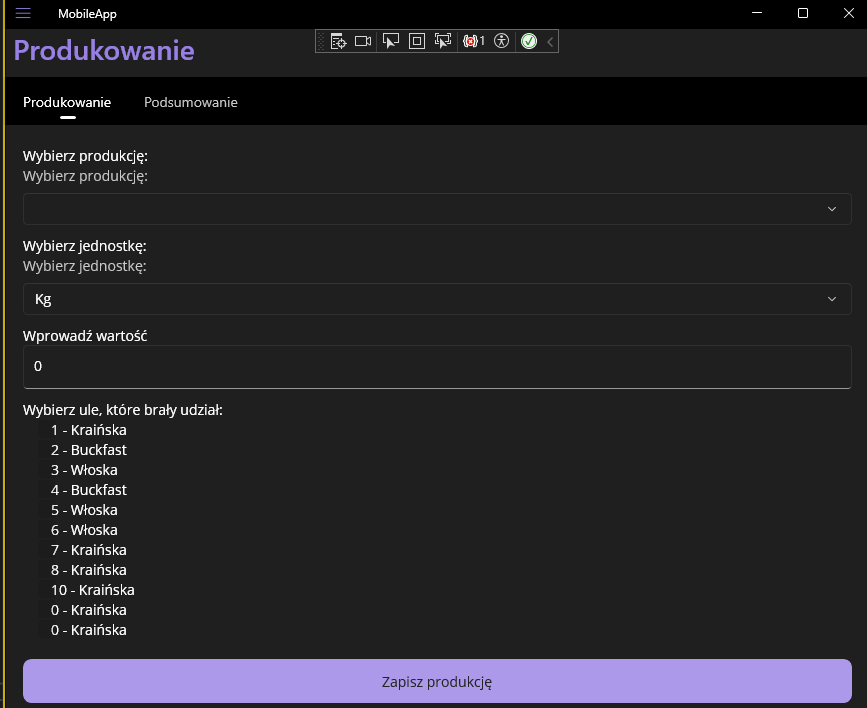 MobileApp
Produkowanie
1
Produkowanie
Podsumowanie
Wybierz produkcję:
Wybierz produkcję:
Wybierz jednostkę:
Wybierz jednostkę:
Kg
Wprowadź wartość
0
Wybierz ule, które brały udział:
1 - Kraińska
2 - Buckfast
3 - Włoska
4 - Buckfast
5 - Włoska
6 - Włoska
7 - Kraińska
8 - Kraińska
10 - Kraińska
0 - Kraińska
0 - Kraińska
Zapisz produkcję